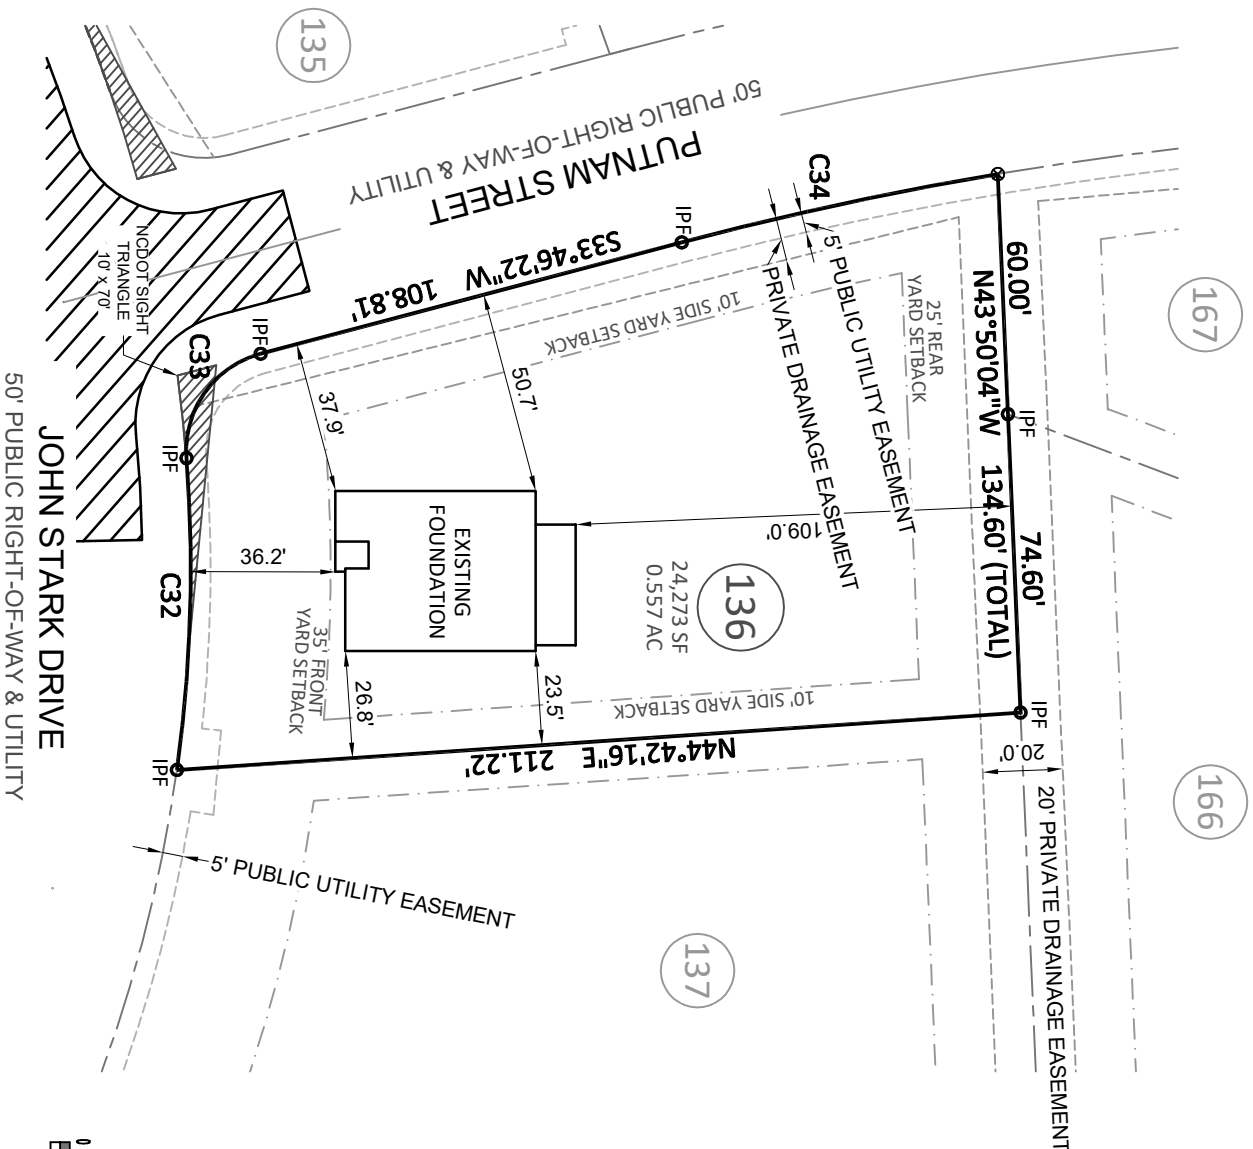 135
50' PUBLIC RIGHT-OF-WAY & UTILITY
PUTNAM STREET
C34
IPF
S33°46'22"W 108.81'
IPF
C33
IPF
NCDOT SIGHT
TRIANGLE
10' x 70'
10' SIDE YARD SETBACK
PRIVATE DRAINAGE EASEMENT
5' PUBLIC UTILITY EASEMENT
25' REAR
YARD SETBACK
60.00'
N43°50'04"W 134.60' (TOTAL)
IPF
74.60'
IPF
167
166
37.9'
50.7'
109.0'
EXISTING
FOUNDATION
136
24,273 SF
0.557 AC
36.2'
35' FRONT
YARD SETBACK
26.8'
23.5'
10' SIDE YARD SETBACK
N44°42'16"E 211.22'
IPF
C32
20.0'
20' PRIVATE DRAINAGE EASEMENT
5' PUBLIC UTILITY EASEMENT
137
JOHN STARK DRIVE
50' PUBLIC RIGHT-OF-WAY & UTILITY